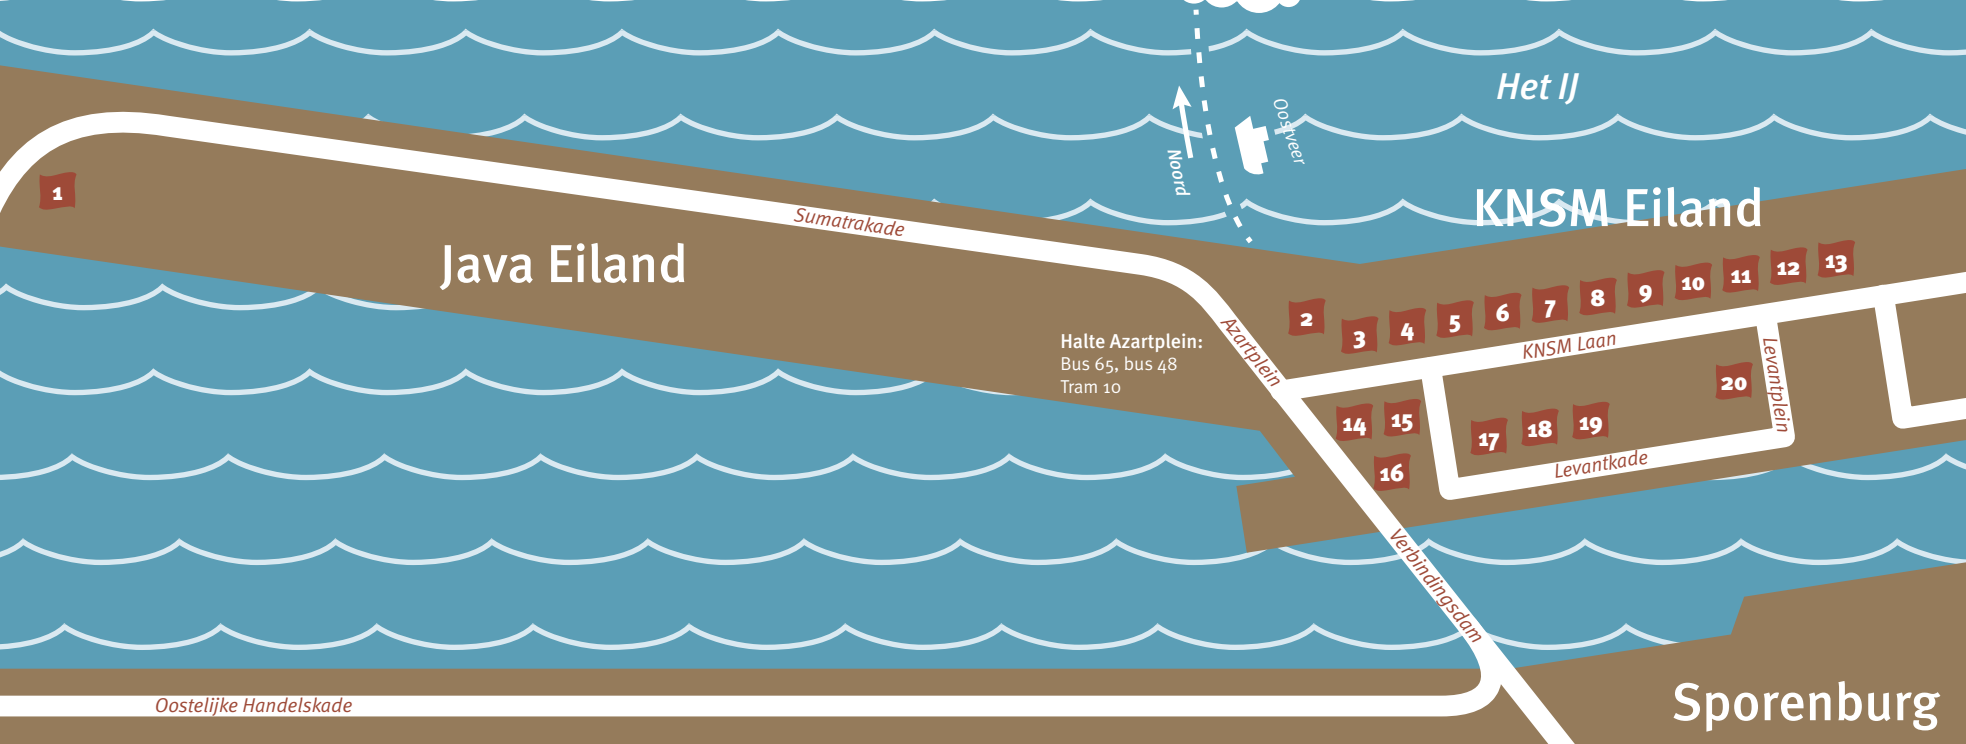 Het IJ
Oostveer
Noord
KNSM Eiland
1
Sumatrakade
Java Eiland
2
3
4
5
6
7
8
9
10
11
12
13
Halte Azartplein:
Bus 65, bus 48
Tram 10
Azartplein
KNSM Laan
Levantplein
20
14
15
16
17
18
19
Levantkade
Verbindingsdam
Oostelijke Handelskade
Sporenburg